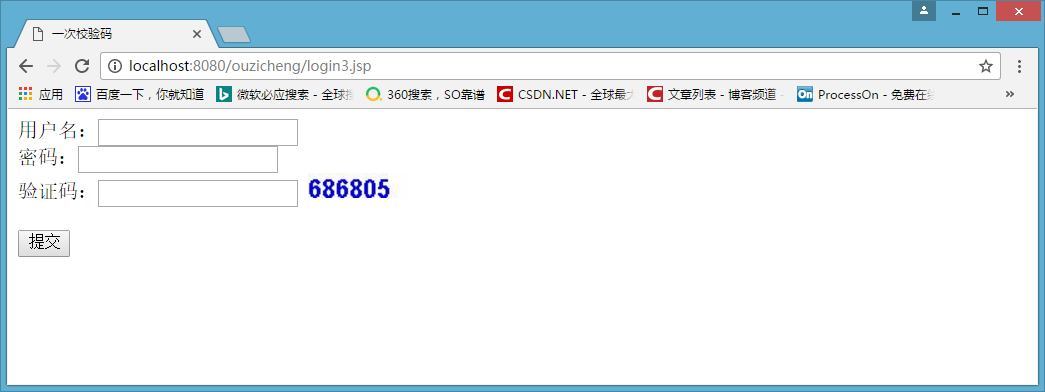 一次校验码
localhost:8080/ouzicheng/login3.jsp
应用 百度一下，你就知道 微软必应搜索 - 全球搜 360搜索，SO靠谱 CSDN.NET - 全球最大 文章列表 - 博客频道 - ProcessOn - 免费在线 »
用户名：
密码：
验证码： 686805
提交